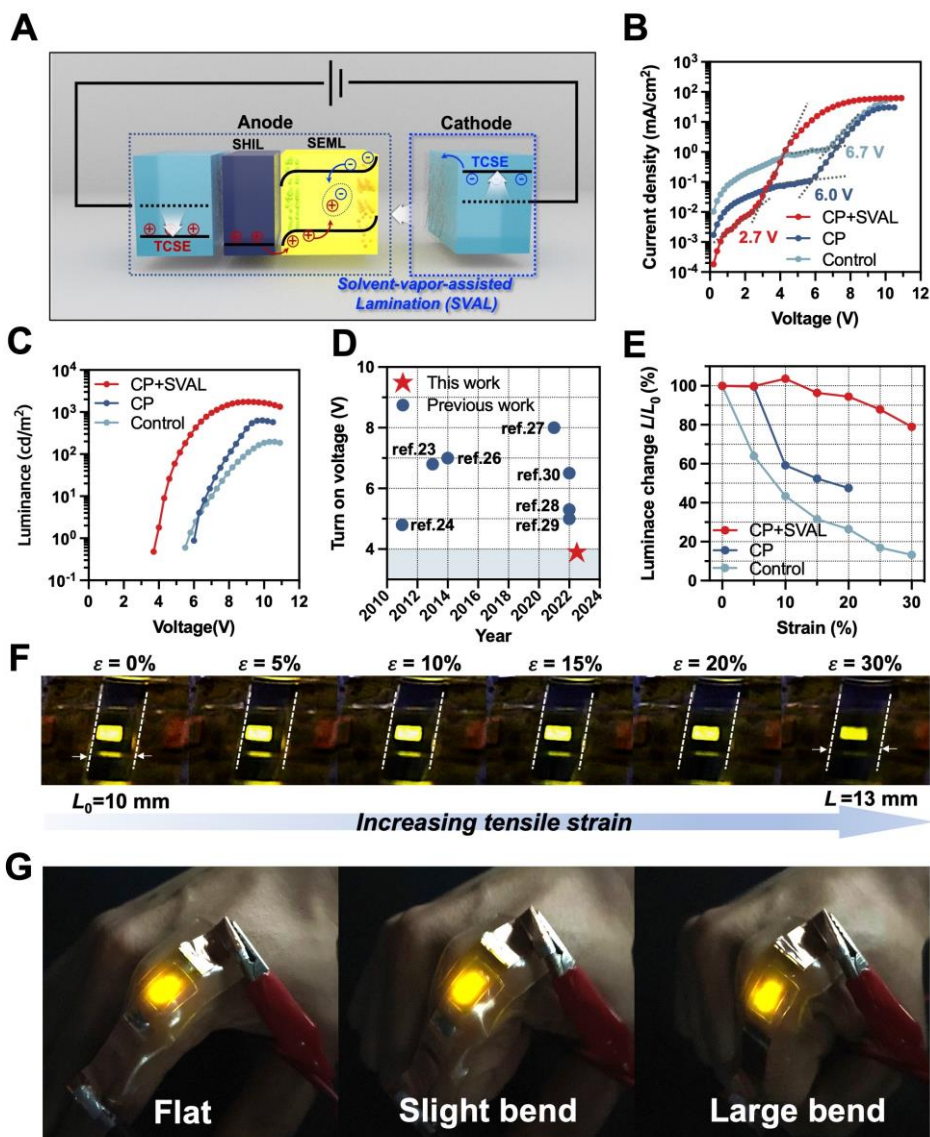 A
Anode
Cathode
SHIL
SEML
TCSE
TCSE
Solvent-vapor-assisted
Lamination (SVAL)
B
Current density (mA/cm²)
10³
10²
10¹
10⁰
10⁻¹
10⁻²
10⁻³
10⁻⁴
6.7 V
6.0 V
2.7 V
CP+SVAL
CP
Control
0 2 4 6 8 10 12
Voltage (V)
C
Luminance (cd/m²)
10⁴
10³
10²
10¹
10⁰
10⁻¹
CP+SVAL
CP
Control
0 2 4 6 8 10 12
Voltage(V)
D
Turn on voltage (V)
10
8
6
4
This work
Previous work
ref.27
ref.23
ref.26
ref.30
ref.28
ref.24
ref.29
2010 2012 2014 2016 2018 2020 2022 2024
Year
E
Luminace change L/L₀ (%)
100
80
60
40
20
0
CP+SVAL
CP
Control
0 10 20 30
Strain (%)
F
ε = 0% ε = 5% ε = 10% ε = 15% ε = 20% ε = 30%
L₀=10 mm
L =13 mm
Increasing tensile strain
G
Flat
Slight bend
Large bend